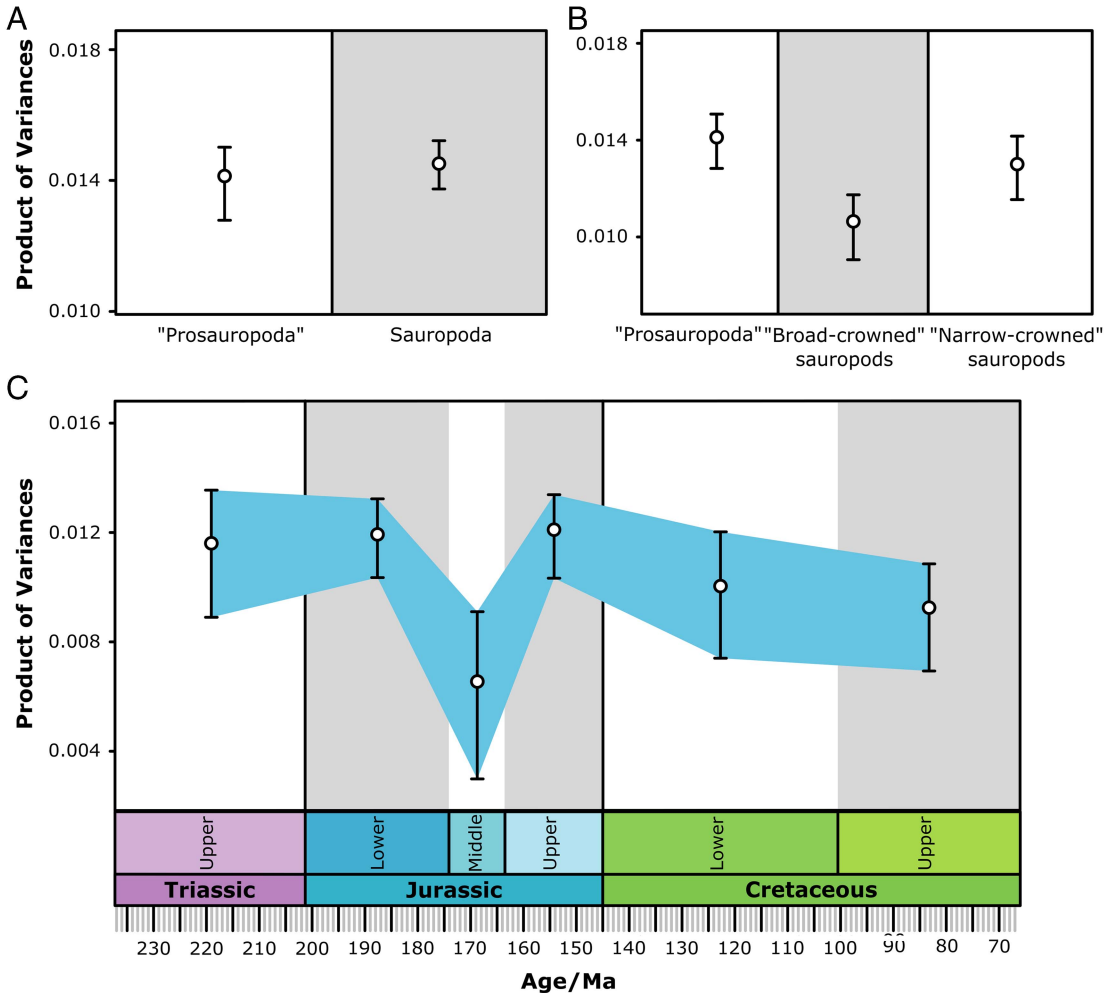 A
B
Product of Variances
0.018
0.014
0.010
"Prosauropoda"
Sauropoda
0.018
0.014
0.010
"Prosauropoda"
"Broad-crowned"
sauropods
"Narrow-crowned"
sauropods
C
Product of Variances
0.016
0.012
0.008
0.004
Upper
Lower
Middle
Upper
Lower
Upper
Triassic
Jurassic
Cretaceous
230 220 210 200 190 180 170 160 150 140 130 120 110 100 90 80 70
Age/Ma